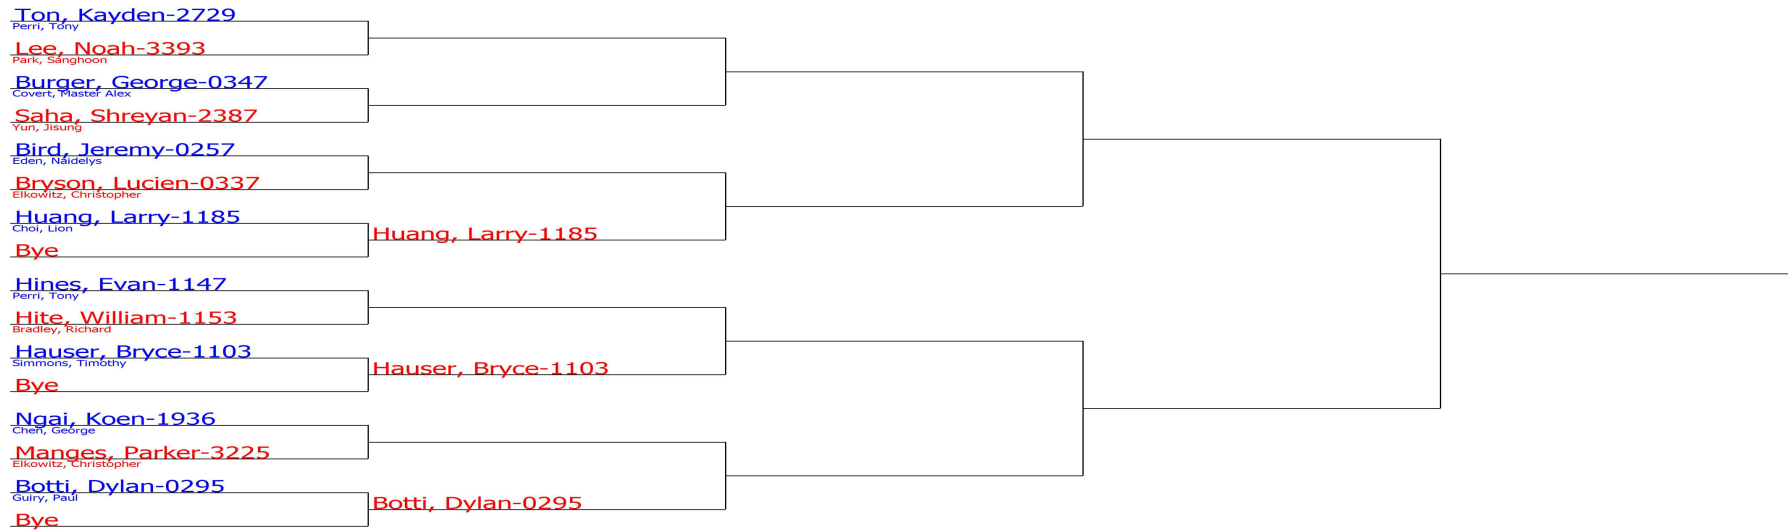 Ton, Kayden-2729
Perri, Tony
Lee, Noah-3393
Park, Sanghoon
Burger, George-0347
Covert, Master Alex
Saha, Shreyan-2387
Yun, Jisung
Bird, Jeremy-0257
Eden, Naidelys
Bryson, Lucien-0337
Elkowitz, Christopher
Huang, Larry-1185
Choi, Lion
Huang, Larry-1185
Bye
Hines, Evan-1147
Perri, Tony
Hite, William-1153
Bradley, Richard
Hauser, Bryce-1103
Simmons, Timothy
Hauser, Bryce-1103
Bye
Ngai, Koen-1936
Chen, George
Manges, Parker-3225
Elkowitz, Christopher
Botti, Dylan-0295
Guiry, Paul
Botti, Dylan-0295
Bye